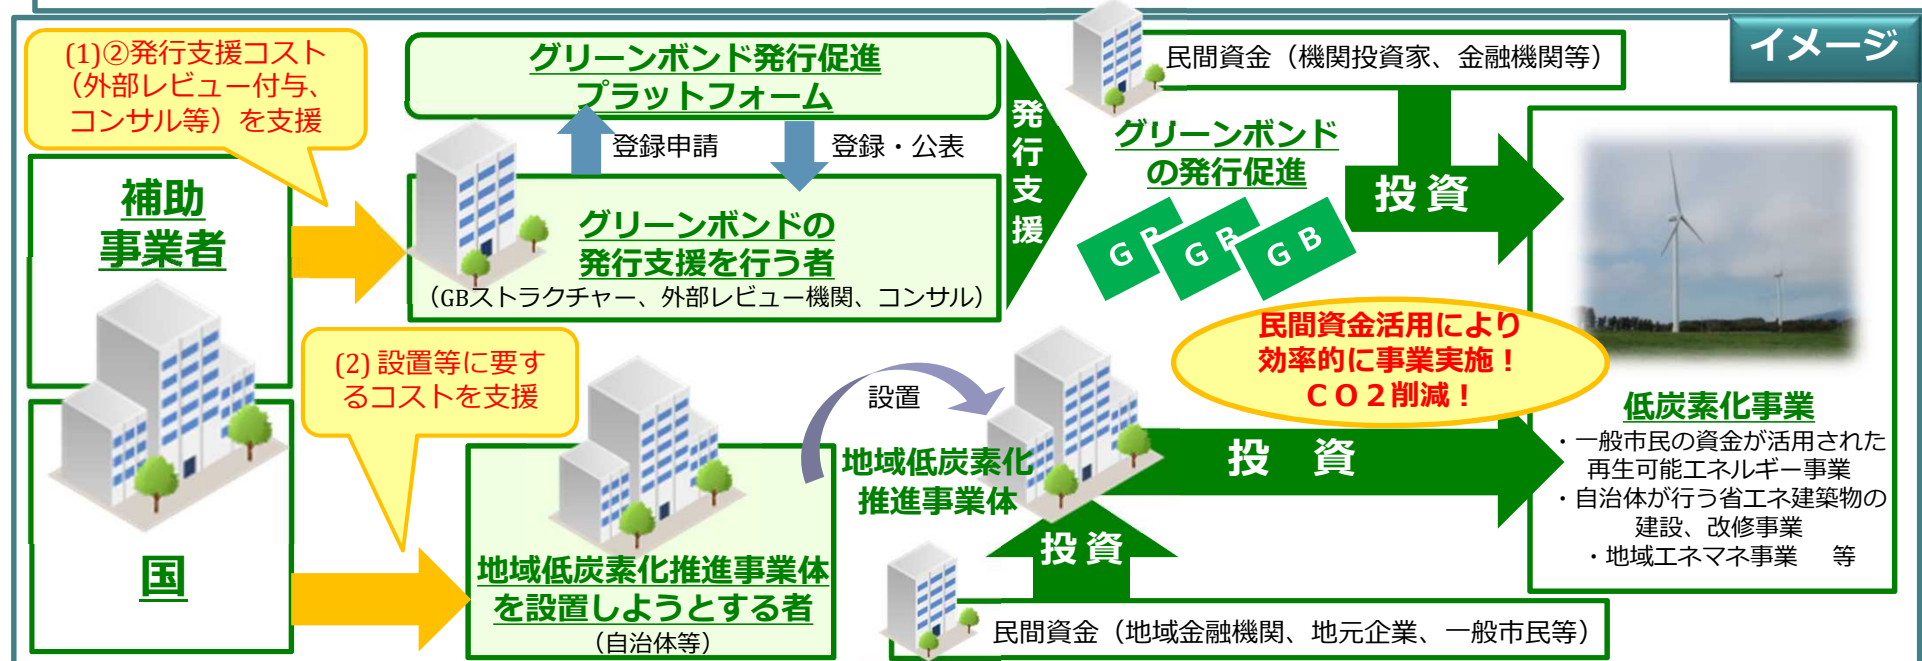 イメージ
(1)②発行支援コスト
（外部レビュー付与、
コンサル等）を支援
補助
事業者
国
(2) 設置等に要す
るコストを支援
グリーンボンド発行促進
プラットフォーム
登録申請
登録・公表
グリーンボンドの
発行支援を行う者
（GBストラクチャー、外部レビュー機関、コンサル）
発行支援
民間資金（機関投資家、金融機関等）
グリーンボンド
の発行促進
ＧＢ
ＧＢ
ＧＢ
投資
民間資金活用により
効率的に事業実施！
ＣＯ２削減！
設置
地域低炭素化
推進事業体
投　資
地域低炭素化推進事業体
を設置しようとする者
（自治体等）
投資
民間資金（地域金融機関、地元企業、一般市民等）
低炭素化事業
・一般市民の資金が活用された
再生可能エネルギー事業
・自治体が行う省エネ建築物の
建設、改修事業
・地域エネマネ事業　等